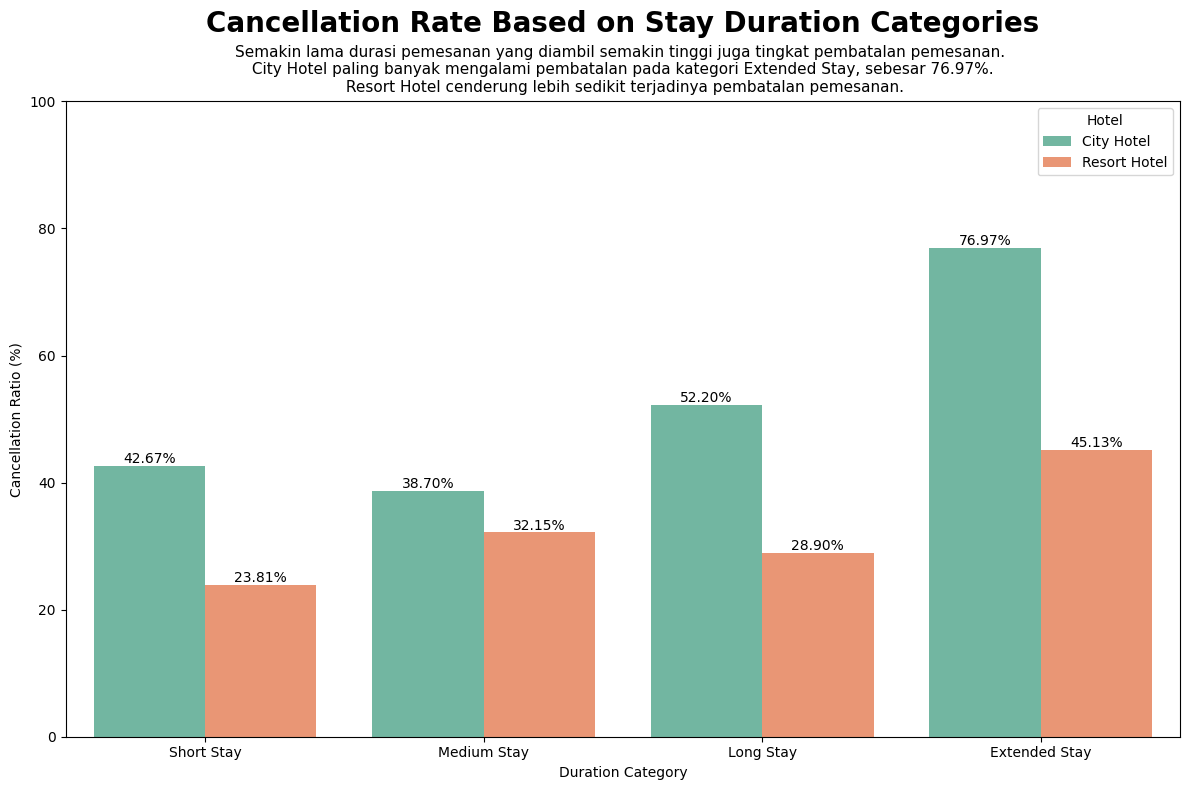 Cancellation Rate Based on Stay Duration Categories
Semakin lama durasi pemesanan yang diambil semakin tinggi juga tingkat pembatalan pemesanan.
City Hotel paling banyak mengalami pembatalan pada kategori Extended Stay, sebesar 76.97%.
Resort Hotel cenderung lebih sedikit terjadinya pembatalan pemesanan.
Hotel
City Hotel
Resort Hotel
Cancellation Ratio (%)
100
80
60
40
20
0
42.67%
23.81%
38.70%
32.15%
52.20%
28.90%
76.97%
45.13%
Short Stay
Medium Stay
Long Stay
Extended Stay
Duration Category